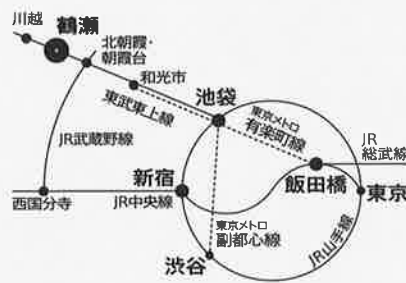 川越
鶴瀬
北朝霞・
朝霞台
和光市
東武東上線
池袋
東京メトロ
有楽町線
JR武蔵野線
JR
総武線
新宿
飯田橋
東京
西国分寺
JR中央線
東京メトロ
副都心線
渋谷
JR山手線